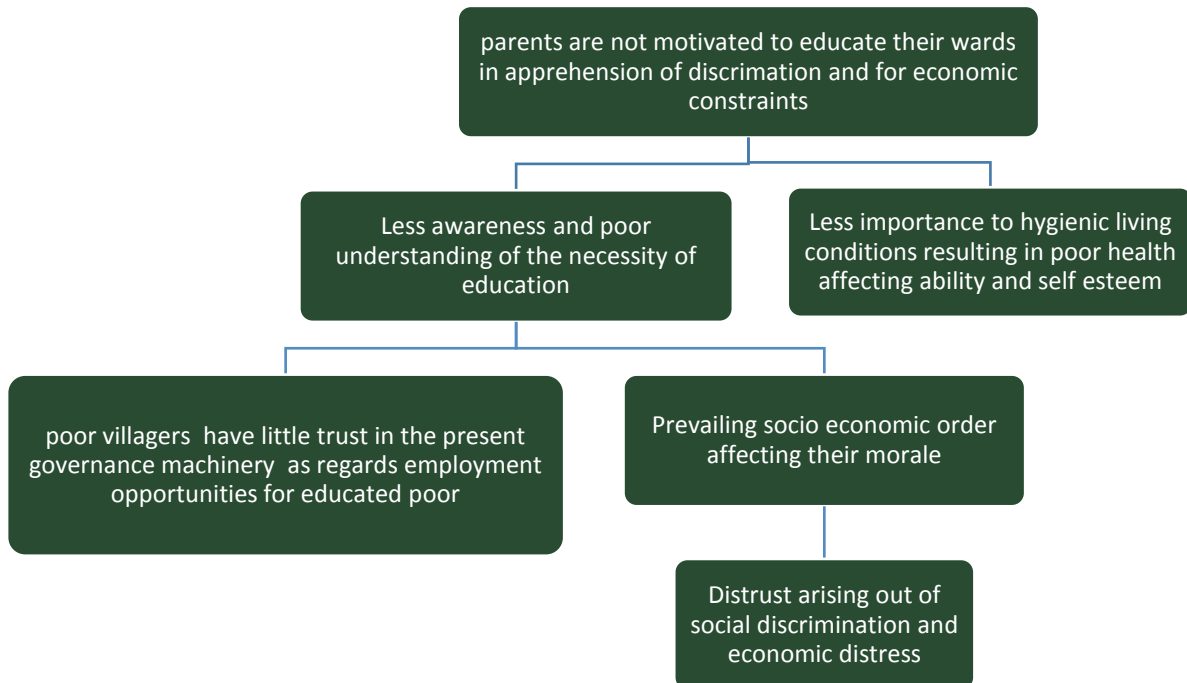 parents are not motivated to educate their wards
in apprehension of discrimation and for economic
constraints
Less awareness and poor
understanding of the necessity of
education
Less importance to hygienic living
conditions resulting in poor health
affecting ability and self esteem
poor villagers have little trust in the present
governance machinery as regards employment
opportunities for educated poor
Prevailing socio economic order
affecting their morale
Distrust arising out of
social discrimination and
economic distress